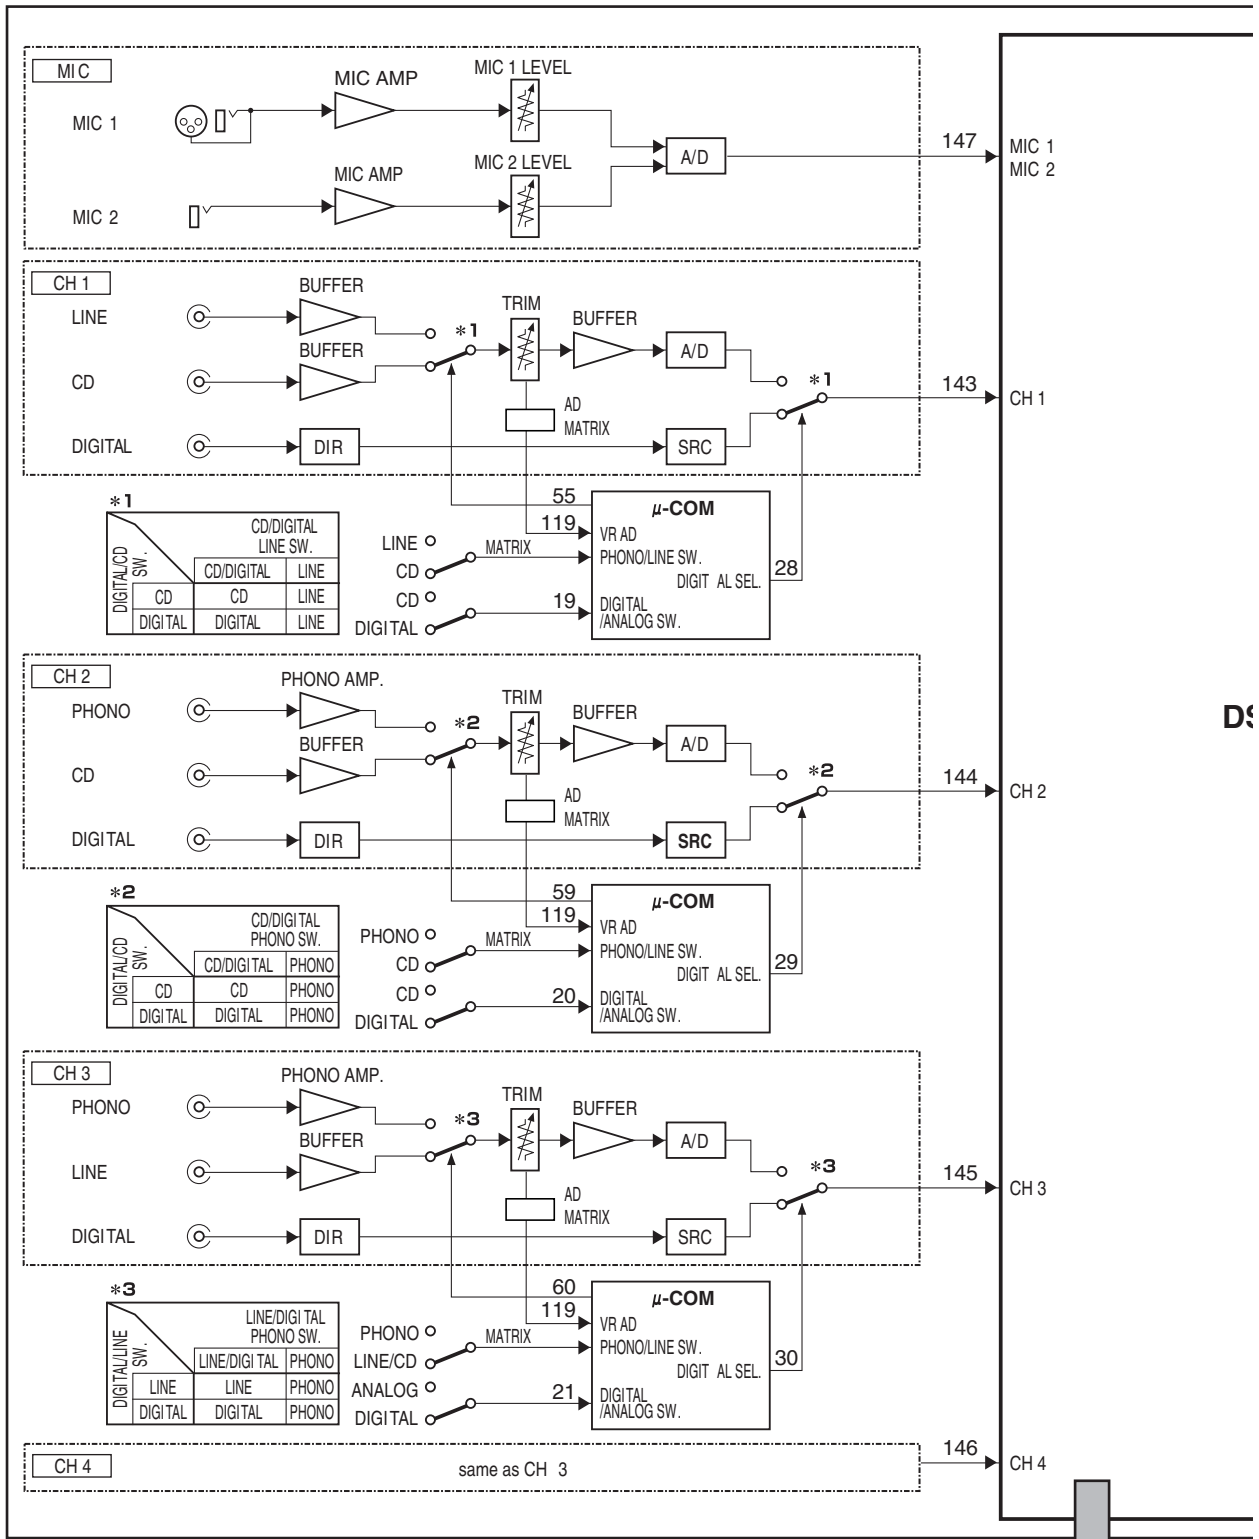 MIC
MIC 1
MIC AMP
MIC 1 LEVEL
MIC 2
MIC AMP
MIC 2 LEVEL
A/D
147
MIC 1
MIC 2
CH 1
LINE
BUFFER
CD
BUFFER
DIGITAL
DIR
*1
TRIM
BUFFER
A/D
AD
MATRIX
SRC
*1
143
CH 1
*1
DIGITAL/CD
SW.
CD/DIGITAL
LINE SW.
CD/DIGITAL LINE
CD CD LINE
DIGITAL DIGITAL LINE
LINE
CD
CD
DIGITAL
MATRIX
55
119
19
μ-COM
VR AD
PHONO/LINE SW.
DIGIT AL SEL.
DIGITAL
/ANALOG SW.
28
CH 2
PHONO
PHONO AMP.
CD
BUFFER
DIGITAL
DIR
*2
TRIM
BUFFER
A/D
AD
MATRIX
SRC
*2
144
CH 2
DS
*2
DIGITAL/CD
SW.
CD/DIGITAL
PHONO SW.
CD/DIGITAL PHONO
CD CD PHONO
DIGITAL DIGITAL PHONO
PHONO
CD
CD
DIGITAL
MATRIX
59
119
20
μ-COM
VR AD
PHONO/LINE SW.
DIGIT AL SEL.
DIGITAL
/ANALOG SW.
29
CH 3
PHONO
PHONO AMP.
LINE
BUFFER
DIGITAL
DIR
*3
TRIM
BUFFER
A/D
AD
MATRIX
SRC
*3
145
CH 3
*3
DIGITAL/LINE
SW.
LINE/DIGI TAL
PHONO SW.
LINE/DIGI TAL PHONO
LINE LINE PHONO
DIGITAL DIGITAL PHONO
PHONO
LINE/CD
ANALOG
DIGITAL
MATRIX
60
119
21
μ-COM
VR AD
PHONO/LINE SW.
DIGIT AL SEL.
DIGITAL
/ANALOG SW.
30
CH 4
same as CH 3
146
CH 4